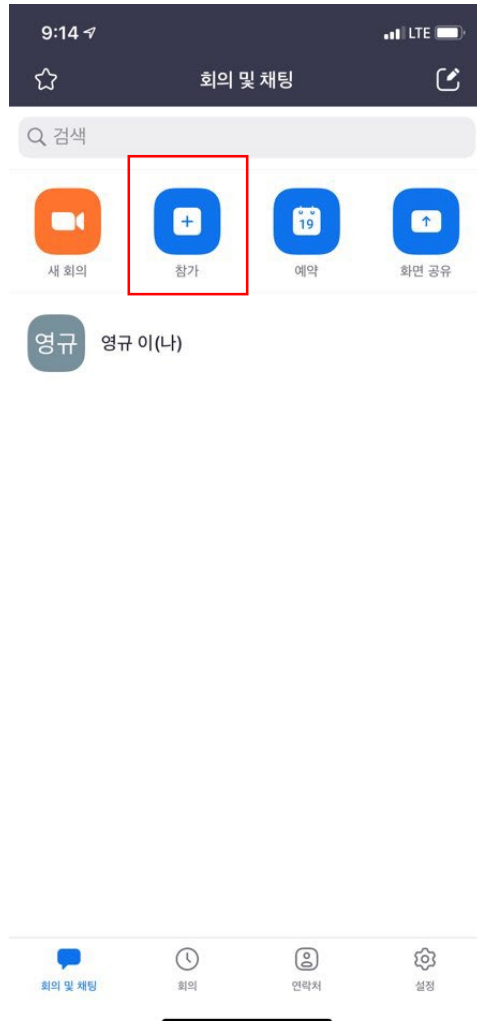 9:14 LTE
회의 및 채팅
검색
19
새 회의 참가 예약 화면 공유
영규 영규 이(나)
회의 및 채팅 회의 연락처 설정